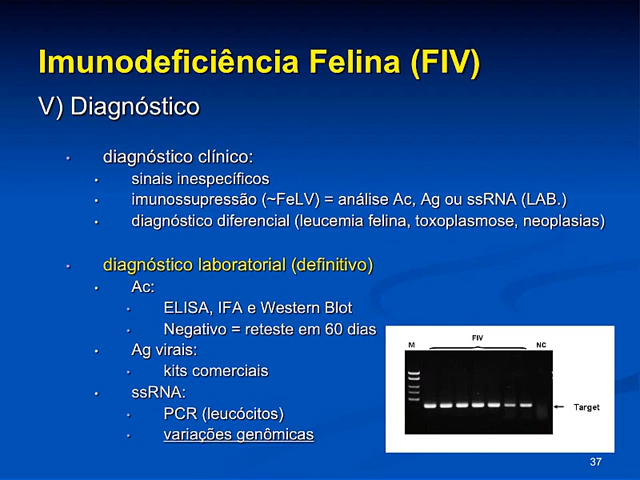 Imunodeficiência Felina (FIV)
V) Diagnóstico
• diagnóstico clínico:
• sinais inespecíficos
• imunossupressão (~FeLV) = análise Ac, Ag ou ssRNA (LAB.)
• diagnóstico diferencial (leucemia felina, toxoplasmose, neoplasias)
• diagnóstico laboratorial (definitivo)
• Ac:
• ELISA, IFA e Western Blot
• Negativo = reteste em 60 dias
• Ag virais:
• kits comerciais
• ssRNA:
• PCR (leucócitos)
• variações genômicas
FIV
M NC
← Target
37